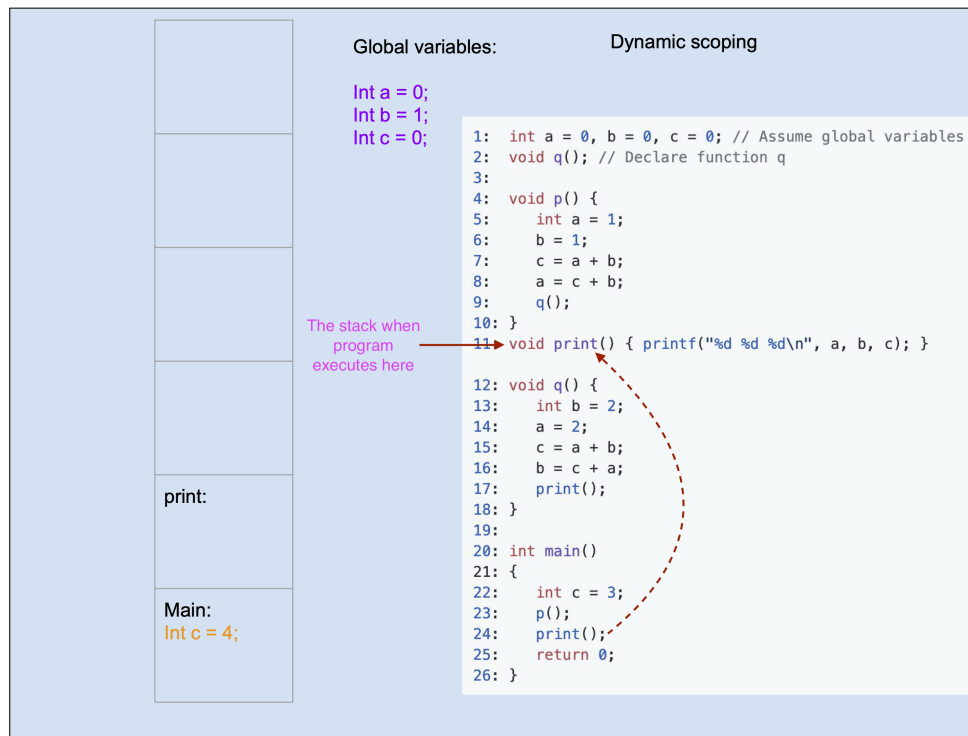 Global variables:
Dynamic scoping
Int a = 0;
Int b = 1;
Int c = 0;
1: int a = 0, b = 0, c = 0; // Assume global variables
2: void q(); // Declare function q
3:
4: void p() {
5: int a = 1;
6: b = 1;
7: c = a + b;
8: a = c + b;
9: q();
10: }
The stack when
program
executes here
11: void print() { printf("%d %d %d\n", a, b, c); }
12: void q() {
13: int b = 2;
14: a = 2;
15: c = a + b;
16: b = c + a;
17: print();
18: }
19:
20: int main()
21: {
22: int c = 3;
23: p();
24: print();
25: return 0;
26: }
print:
Main:
Int c = 4;